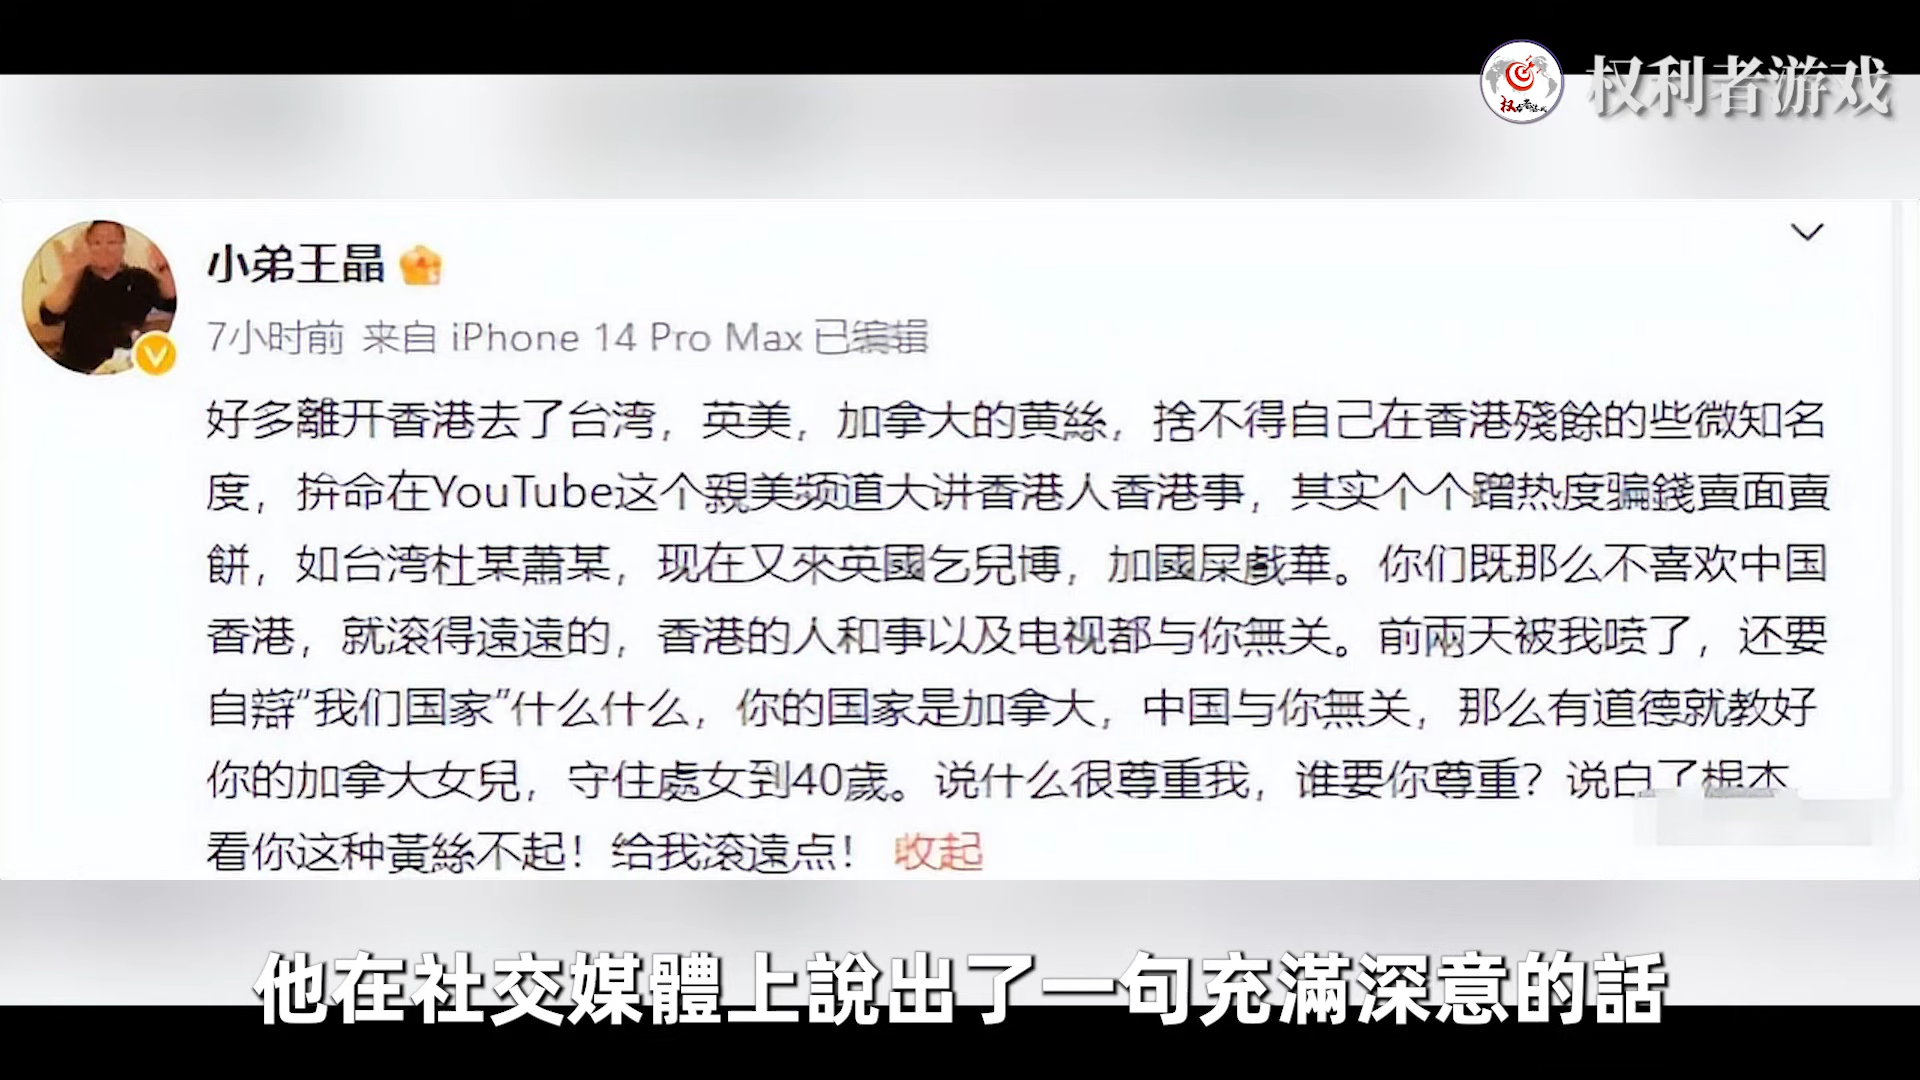 权利者游戏
小弟王晶
7小时前 来自 iPhone 14 Pro Max 已编辑
好多離开香港去了台湾，英美，加拿大的黄絲，捨不得自己在香港殘餘的些微知名
度，拚命在YouTube这个親美频道大讲香港人香港事，其实个个蹭热度骗錢賣面賣
餅，如台湾杜某蕭某，现在又來英國乞兒博，加國屎戲華。你们既那么不喜欢中国
香港，就滚得遠遠的，香港的人和事以及电视都与你無关。前兩天被我喷了，还要
自辯“我们国家”什么什么，你的国家是加拿大，中国与你無关，那么有道德就教好
你的加拿大女兒，守住處女到40歲。说什么很尊重我，谁要你尊重？说白了根本
看你这种黃絲不起！给我滚遠点！ 收起
他在社交媒體上說出了一句充滿深意的話